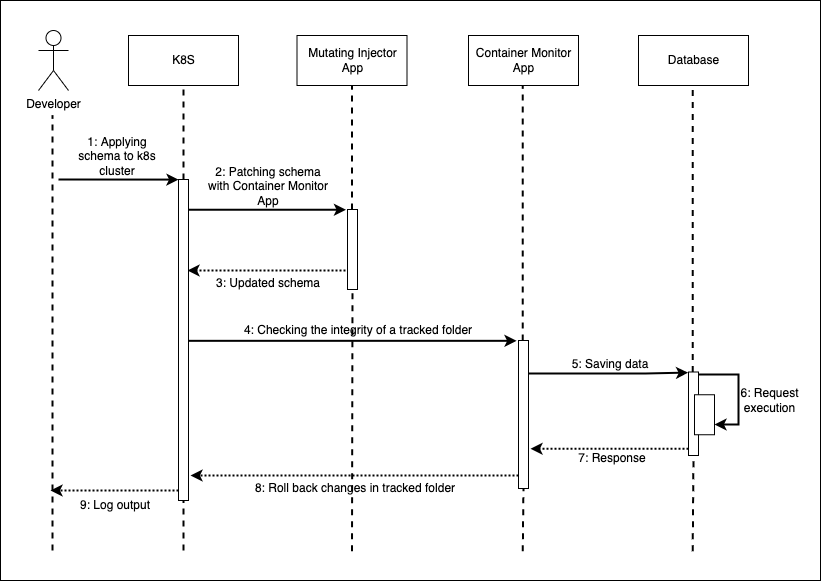 K8S
Mutating Injector
App
Container Monitor
App
Database
Developer
1: Applying
schema to k8s
cluster
2: Patching schema
with Container Monitor
App
3: Updated schema
4: Checking the integrity of a tracked folder
5: Saving data
6: Request
execution
7: Response
8: Roll back changes in tracked folder
9: Log output